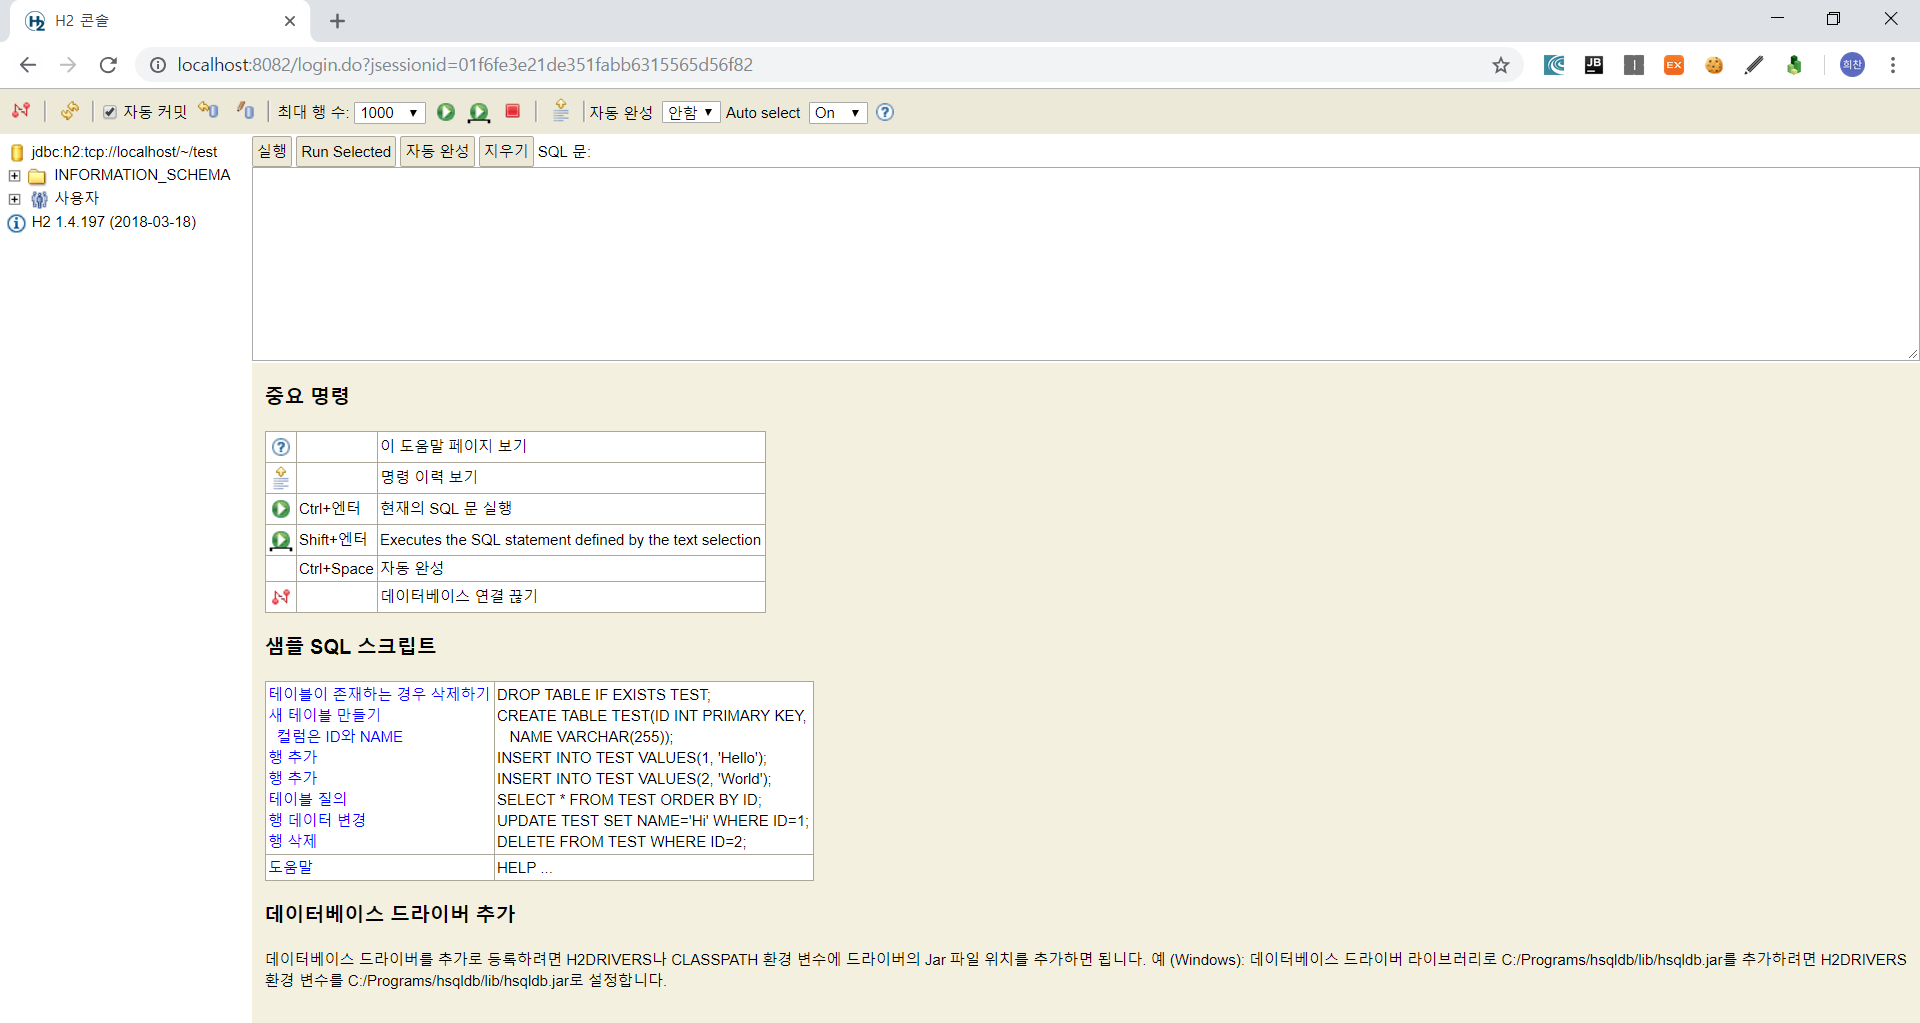 H2 콘솔
localhost:8082/login.do?jsessionid=01f6fe3e21de351fabb6315565d56f82
JB
EX
희찬
자동 커밋 최대 행 수: 1000 자동 완성 안함 Auto select On
jdbc:h2:tcp://localhost/~/test
INFORMATION_SCHEMA
사용자
H2 1.4.197 (2018-03-18)
실행 Run Selected 자동 완성 지우기 SQL 문:
중요 명령
이 도움말 페이지 보기
명령 이력 보기
Ctrl+엔터 현재의 SQL 문 실행
Shift+엔터 Executes the SQL statement defined by the text selection
Ctrl+Space 자동 완성
데이터베이스 연결 끊기
샘플 SQL 스크립트
테이블이 존재하는 경우 삭제하기 DROP TABLE IF EXISTS TEST;
새 테이블 만들기 CREATE TABLE TEST(ID INT PRIMARY KEY,
컬럼은 ID와 NAME NAME VARCHAR(255));
행 추가 INSERT INTO TEST VALUES(1, 'Hello');
행 추가 INSERT INTO TEST VALUES(2, 'World');
테이블 질의 SELECT * FROM TEST ORDER BY ID;
행 데이터 변경 UPDATE TEST SET NAME='Hi' WHERE ID=1;
행 삭제 DELETE FROM TEST WHERE ID=2;
도움말 HELP ...
데이터베이스 드라이버 추가
데이터베이스 드라이버를 추가로 등록하려면 H2DRIVERS나 CLASSPATH 환경 변수에 드라이버의 Jar 파일 위치를 추가하면 됩니다. 예 (Windows): 데이터베이스 드라이버 라이브러리로 C:/Programs/hsqldb/lib/hsqldb.jar를 추가하려면 H2DRIVERS
환경 변수를 C:/Programs/hsqldb/lib/hsqldb.jar로 설정합니다.